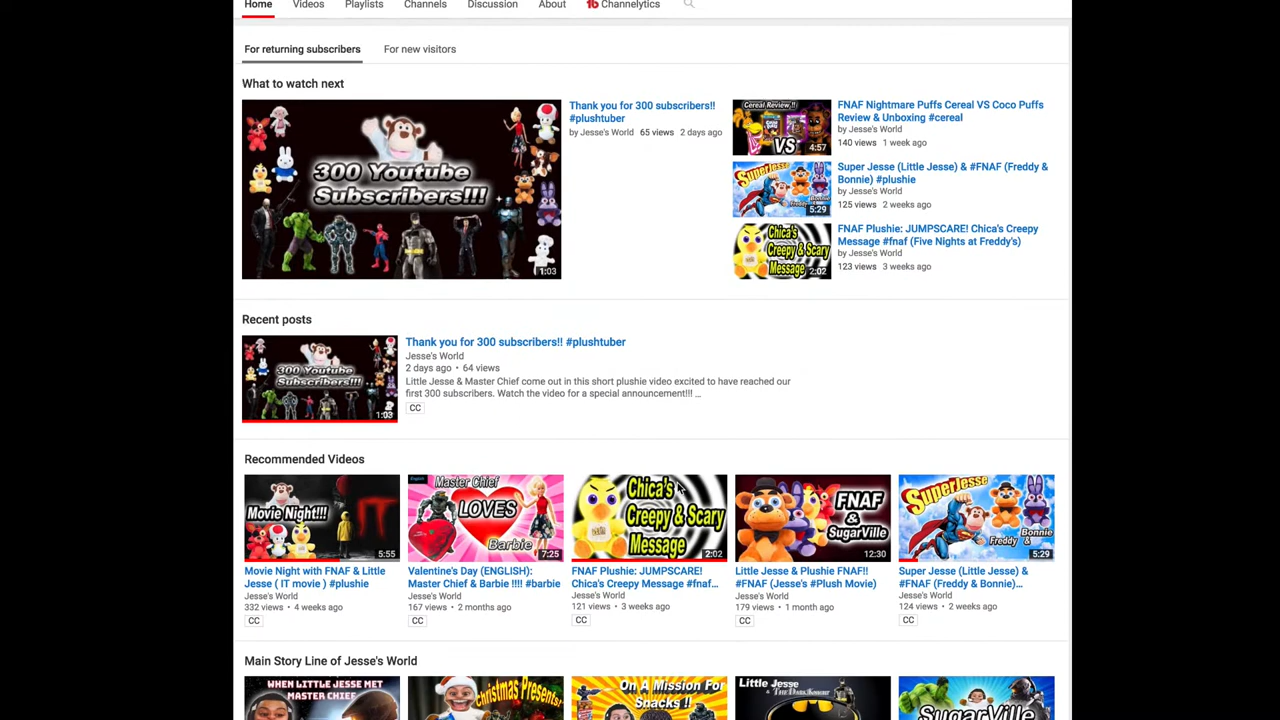 Home Videos Playlists Channels Discussion About Channelytics
For returning subscribers For new visitors
What to watch next
300 Youtube
Subscribers!!!
1:03
Thank you for 300 subscribers!!
#plushtuber
by Jesse's World 65 views 2 days ago
Cereal Review!!
VS
4:57
FNAF Nightmare Puffs Cereal VS Coco Puffs
Review & Unboxing #cereal
by Jesse's World
140 views 1 week ago
SuperJesse
Bonnie
Freddy &
5:29
Super Jesse (Little Jesse) & #FNAF (Freddy &
Bonnie) #plushie
by Jesse's World
125 views 2 weeks ago
Chica's
Creepy & Scary
Message
2:02
FNAF Plushie: JUMPSCARE! Chica's Creepy
Message #fnaf (Five Nights at Freddy's)
by Jesse's World
123 views 3 weeks ago
Recent posts
300 Youtube
Subscribers!!!
1:03
Thank you for 300 subscribers!! #plushtuber
Jesse's World
2 days ago • 64 views
Little Jesse & Master Chief come out in this short plushie video excited to have reached our
first 300 subscribers. Watch the video for a special announcement!!! ...
CC
Recommended Videos
Movie Night!!!
IT
5:55
Movie Night with FNAF & Little
Jesse ( IT movie ) #plushie
Jesse's World
332 views • 4 weeks ago
CC
Master Chief
LOVES
Barbie
7:25
Valentine's Day (ENGLISH):
Master Chief & Barbie !!!! #barbie
Jesse's World
167 views • 2 months ago
CC
Chica's
Creepy & Scary
Message
2:02
FNAF Plushie: JUMPSCARE!
Chica's Creepy Message #fnaf...
Jesse's World
121 views • 3 weeks ago
CC
FNAF
&
SugarVille
12:30
Little Jesse & Plushie FNAF!!
#FNAF (Jesse's #Plush Movie)
Jesse's World
179 views • 1 month ago
CC
SuperJesse
Bonnie
Freddy &
5:29
Super Jesse (Little Jesse) &
#FNAF (Freddy & Bonnie)...
Jesse's World
124 views • 2 weeks ago
CC
Main Story Line of Jesse's World
WHEN LITTLE JESSE MET
MASTER CHIEF
Christmas Presents!
On A Mission For
Snacks !!
Little Jesse
& The Dark Knight
SugarVille